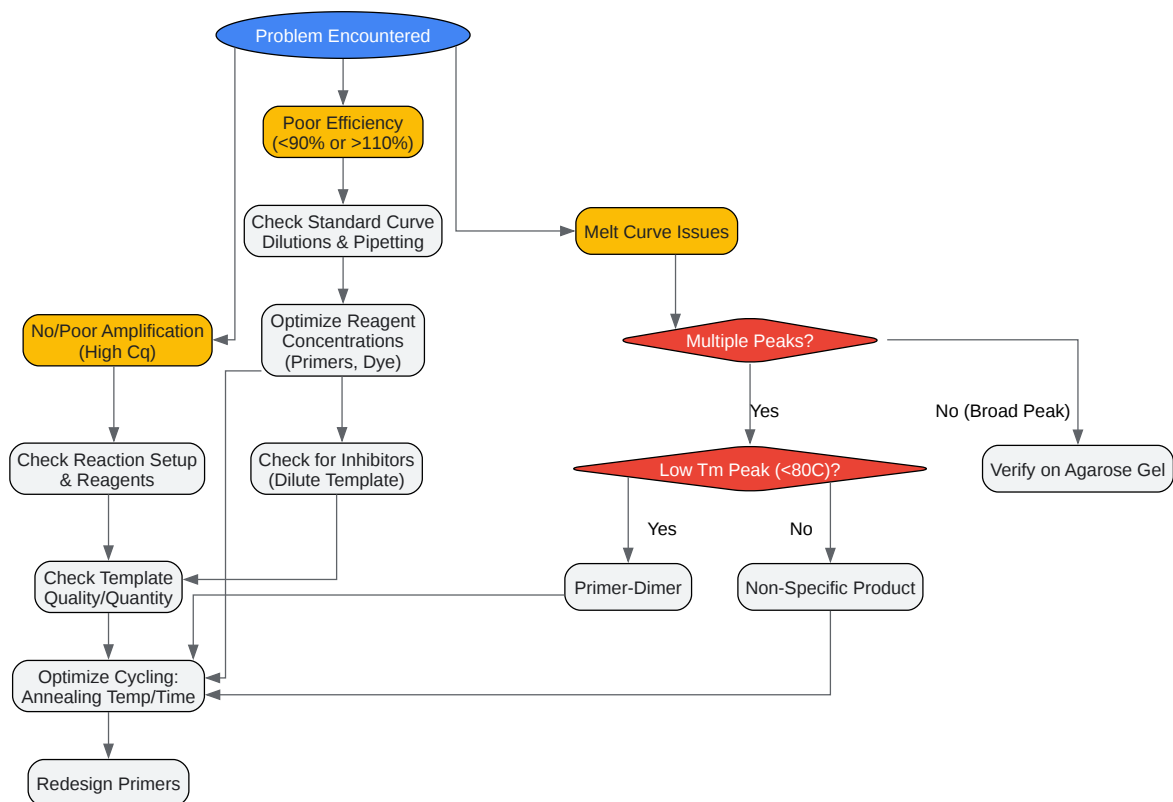 Problem Encountered
Poor Efficiency
(<90% or >110%)
Check Standard Curve
Dilutions & Pipetting
Melt Curve Issues
No/Poor Amplification
(High Cq)
Optimize Reagent
Concentrations
(Primers, Dye)
Multiple Peaks?
Yes
No (Broad Peak)
Check Reaction Setup
& Reagents
Check for Inhibitors
(Dilute Template)
Low Tm Peak (<80C)?
Verify on Agarose Gel
Yes
No
Check Template
Quality/Quantity
Primer-Dimer
Non-Specific Product
Optimize Cycling:
Annealing Temp/Time
Redesign Primers